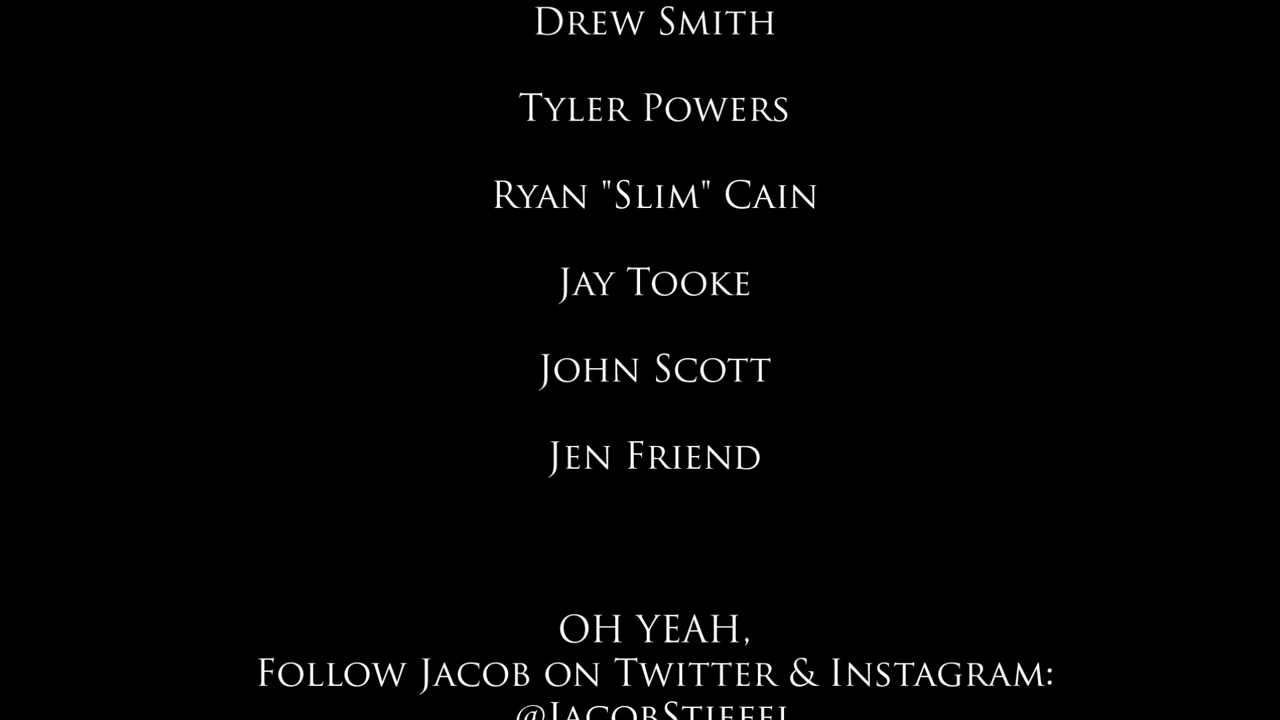 Drew Smith
Tyler Powers
Ryan "Slim" Cain
Jay Tooke
John Scott
Jen Friend
OH YEAH,
Follow Jacob on Twitter & Instagram:
@JacobStiefel